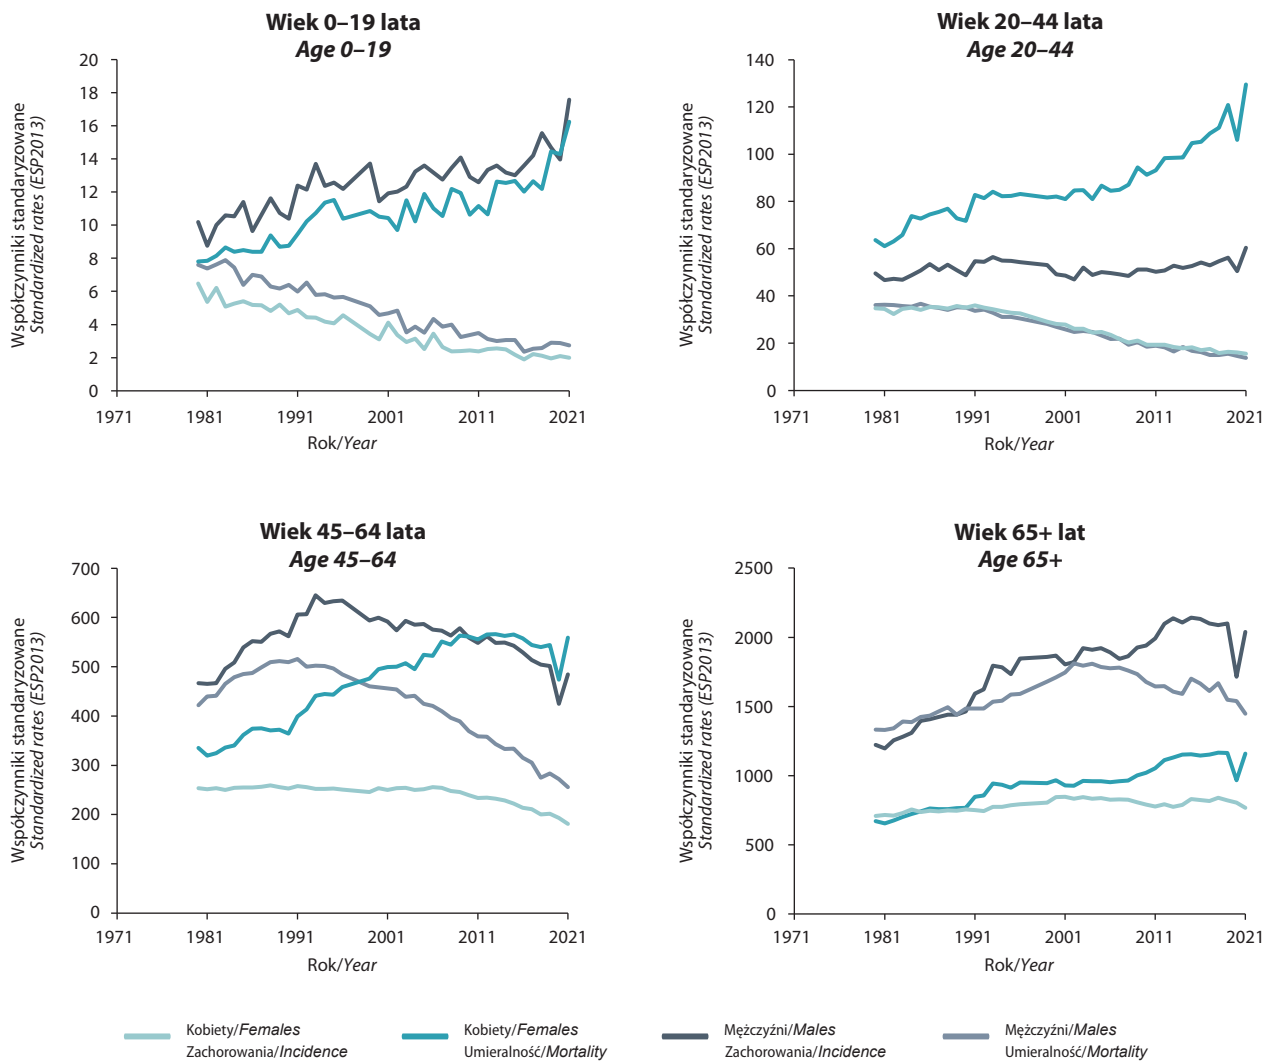 Wiek 0–19 lata
Age 0–19
Współczynniki standaryzowane
Standardized rates (ESP2013)
20
18
16
14
12
10
8
6
4
2
0
1971 1981 1991 2001 2011 2021
Rok/Year
Wiek 20–44 lata
Age 20–44
Współczynniki standaryzowane
Standardized rates (ESP2013)
140
120
100
80
60
40
20
0
1971 1981 1991 2001 2011 2021
Rok/Year
Wiek 45–64 lata
Age 45–64
Współczynniki standaryzowane
Standardized rates (ESP2013)
700
600
500
400
300
200
100
0
1971 1981 1991 2001 2011 2021
Rok/Year
Wiek 65+ lat
Age 65+
Współczynniki standaryzowane
Standardized rates (ESP2013)
2500
2000
1500
1000
500
0
1971 1981 1991 2001 2011 2021
Rok/Year
Kobiety/Females
Zachorowania/Incidence
Kobiety/Females
Umieralność/Mortality
Mężczyźni/Males
Zachorowania/Incidence
Mężczyźni/Males
Umieralność/Mortality